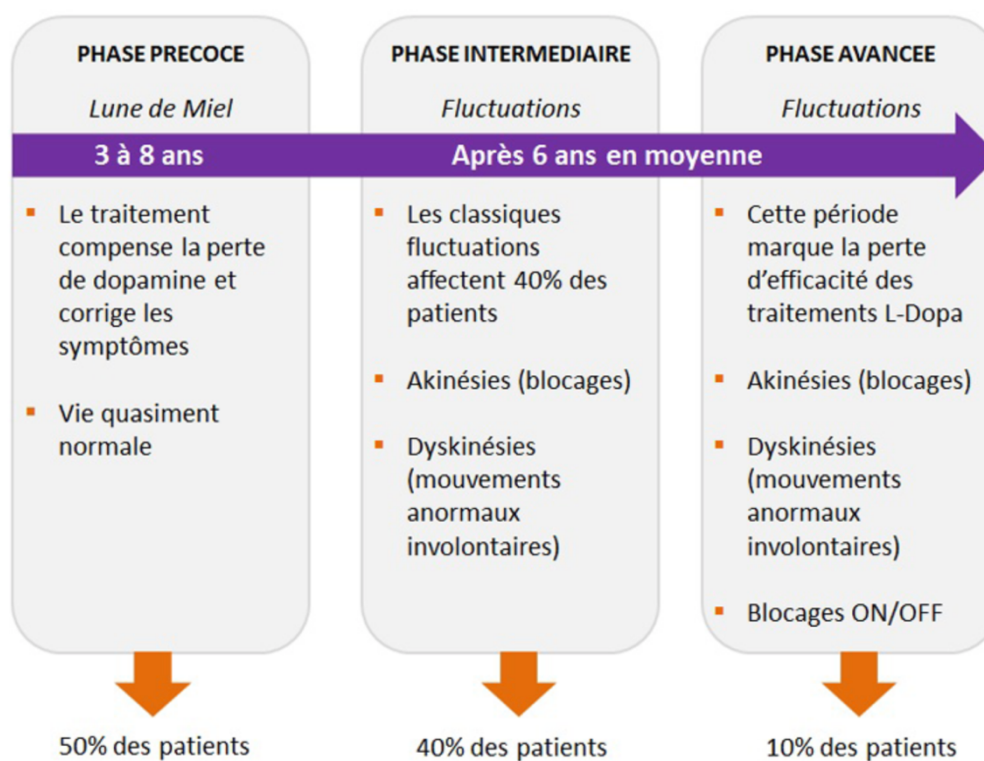 PHASE PRECOCE
Lune de Miel
3 à 8 ans
Le traitement
compense la perte
de dopamine et
corrige les
symptômes
Vie quasiment
normale
50% des patients
PHASE INTERMEDIAIRE
Fluctuations
Après 6 ans en moyenne
Les classiques
fluctuations
affectent 40% des
patients
Akinésies (blocages)
Dyskinésies
(mouvements
anormaux
involontaires)
40% des patients
PHASE AVANCEE
Fluctuations
Cette période
marque la perte
d’efficacité des
traitements L-Dopa
Akinésies (blocages)
Dyskinésies
(mouvements
anormaux
involontaires)
Blocages ON/OFF
10% des patients